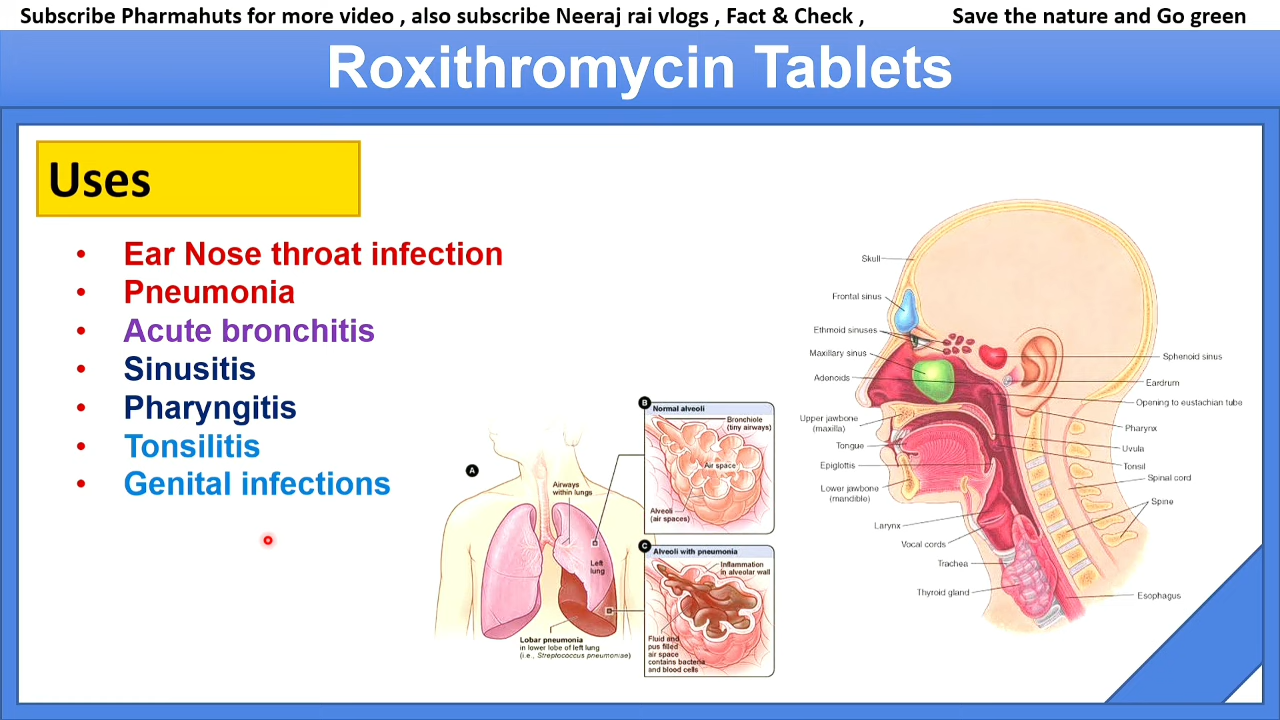 Subscribe Pharmahuts for more video , also subscribe Neeraj rai vlogs , Fact & Check , Save the nature and Go green
Roxithromycin Tablets
Uses
• Ear Nose throat infection
• Pneumonia
• Acute bronchitis
• Sinusitis
• Pharyngitis
• Tonsilitis
• Genital infections
A
Airways
within lungs
Left
lung
Lobar pneumonia
in lower lobe of left lung
(i.e., Streptococcus pneumoniae)
B
Normal alveoli
Bronchiole
(tiny airways)
Air space
Alveoli
(air spaces)
C
Alveoli with pneumonia
Inflammation
in alveolar wall
Fluid and
pus filled
air space
contains bacteria
and blood cells
Skull
Frontal sinus
Ethmoid sinuses
Maxillary sinus
Adenoids
Upper jawbone
(maxilla)
Tongue
Epiglottis
Lower jawbone
(mandible)
Larynx
Vocal cords
Trachea
Thyroid gland
Sphenoid sinus
Eardrum
Opening to eustachian tube
Pharynx
Uvula
Tonsil
Spinal cord
Spine
Esophagus